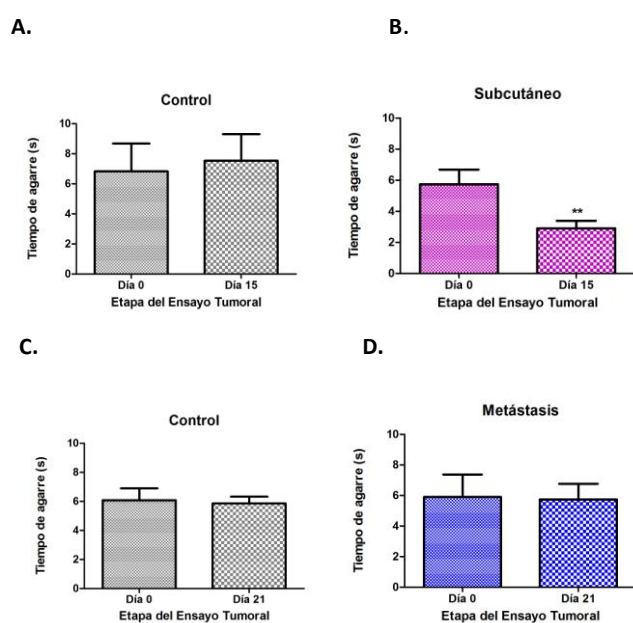 A.
B.
Control
10
8
6
4
2
0
Tiempo de agarre (s)
Día 0
Día 15
Etapa del Ensayo Tumoral
Subcutáneo
10
8
6
4
2
0
Tiempo de agarre (s)
**
Día 0
Día 15
Etapa del Ensayo Tumoral
C.
D.
Control
10
8
6
4
2
0
Tiempo de agarre (s)
Día 0
Día 21
Etapa del Ensayo Tumoral
Metástasis
10
8
6
4
2
0
Tiempo de agarre (s)
Día 0
Día 21
Etapa del Ensayo Tumoral